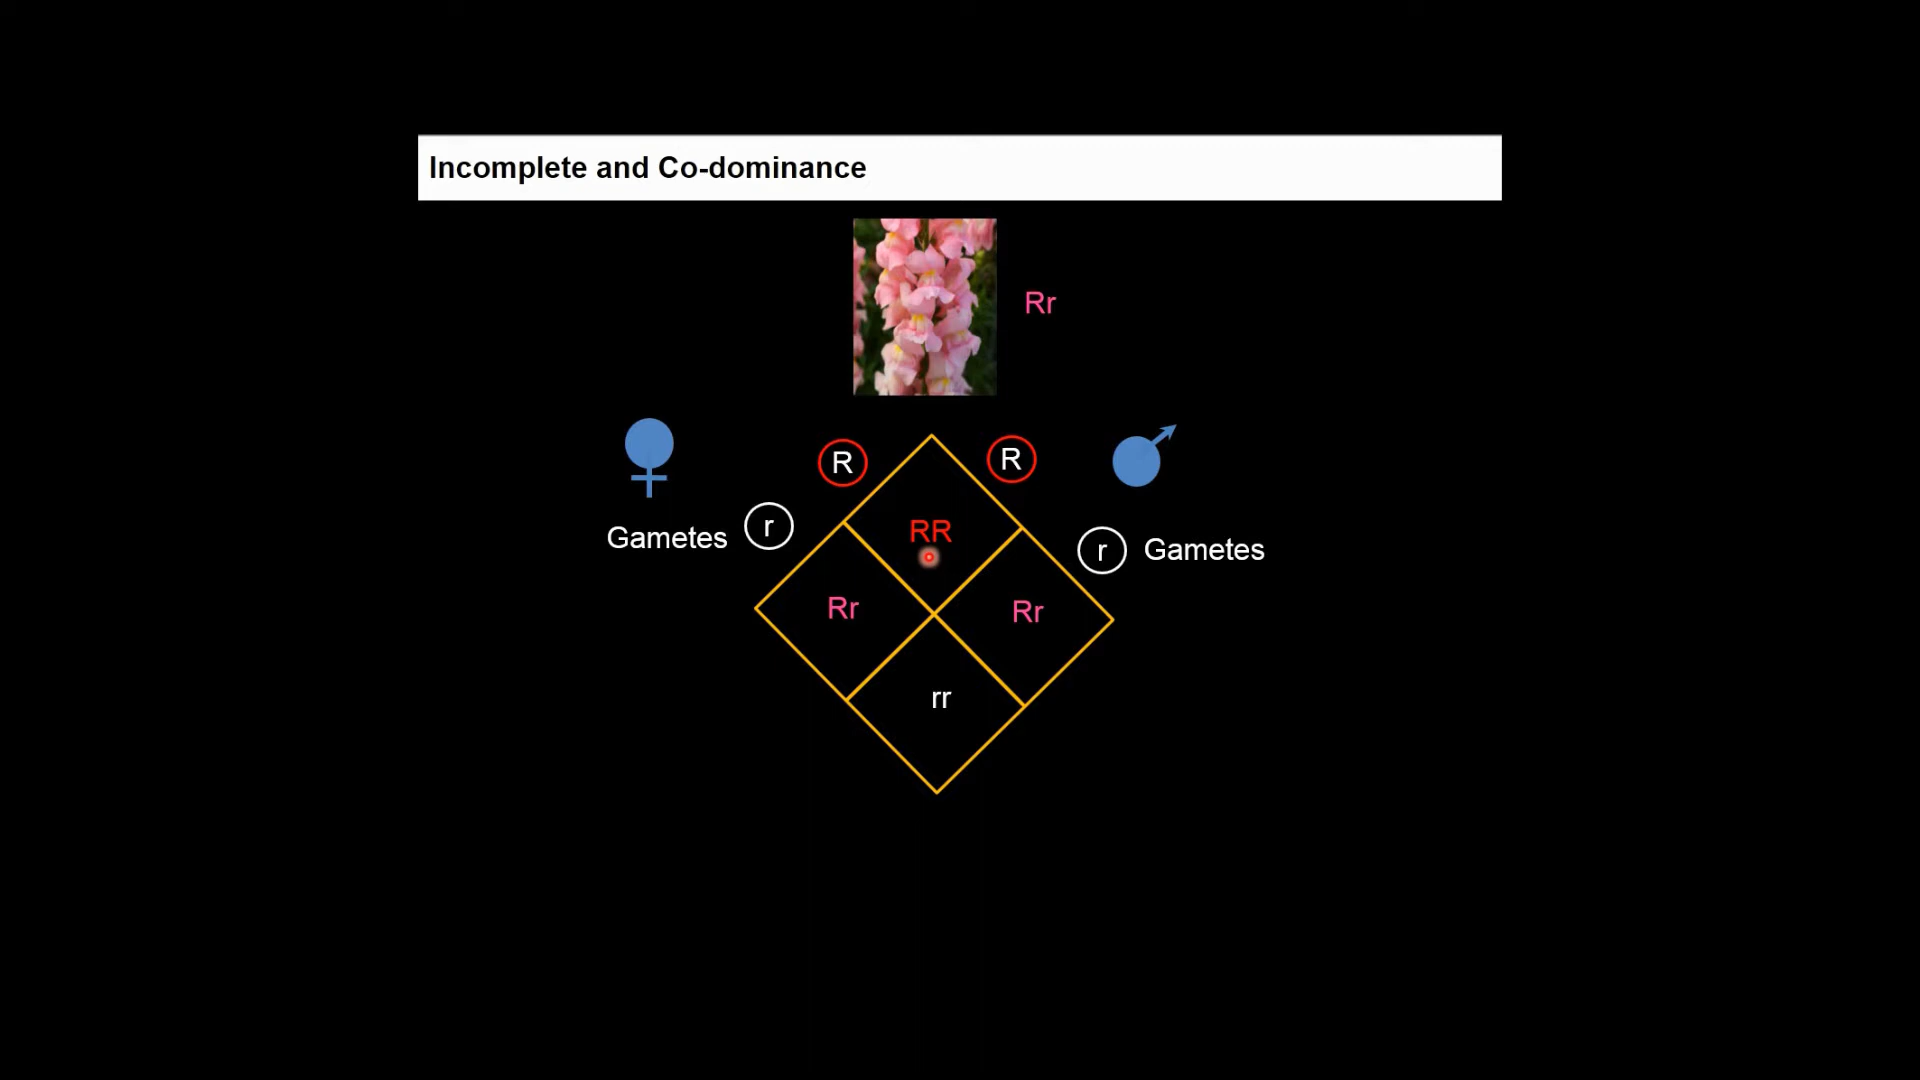 Incomplete and Co-dominance
Rr
R
R
r
r
Gametes
Gametes
RR
Rr
Rr
rr